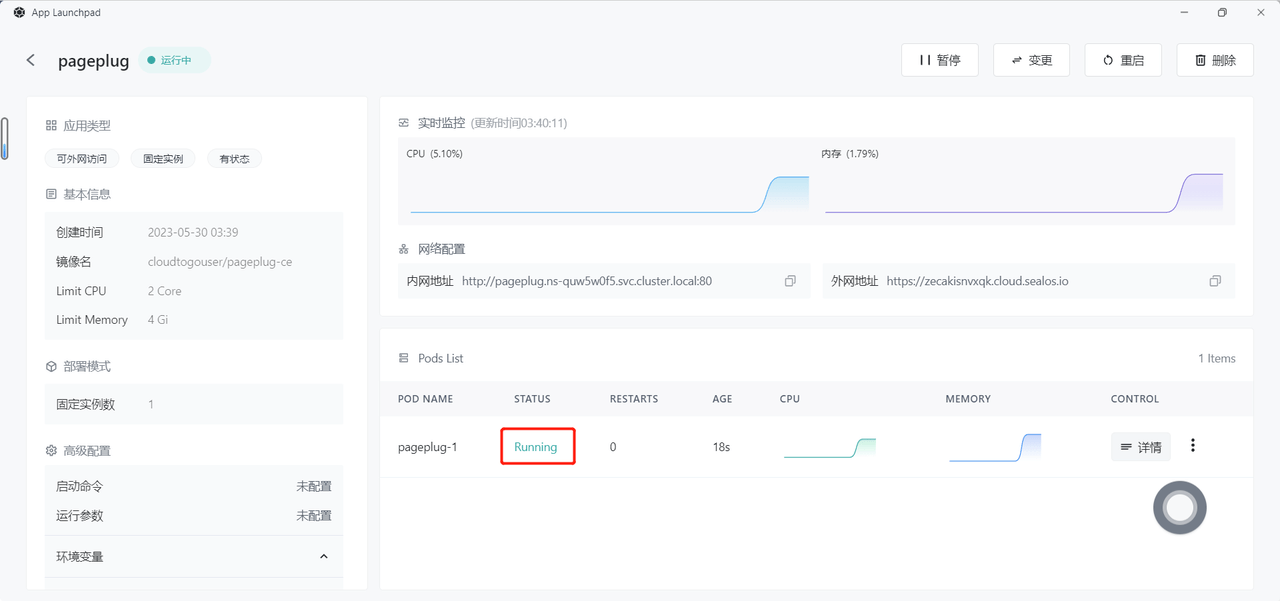 App Launchpad
pageplug
运行中
暂停
变更
重启
删除
应用类型
可外网访问
固定实例
有状态
基本信息
创建时间 2023-05-30 03:39
镜像名 cloudtogouser/pageplug-ce
Limit CPU 2 Core
Limit Memory 4 Gi
部署模式
固定实例数 1
高级配置
启动命令 未配置
运行参数 未配置
环境变量
实时监控 (更新时间03:40:11)
CPU (5.10%)
内存 (1.79%)
网络配置
内网地址 http://pageplug.ns-quw5w0f5.svc.cluster.local:80
外网地址 https://zecakisnvxqk.cloud.sealos.io
Pods List 1 Items
POD NAME STATUS RESTARTS AGE CPU MEMORY CONTROL
pageplug-1 Running 0 18s 详情